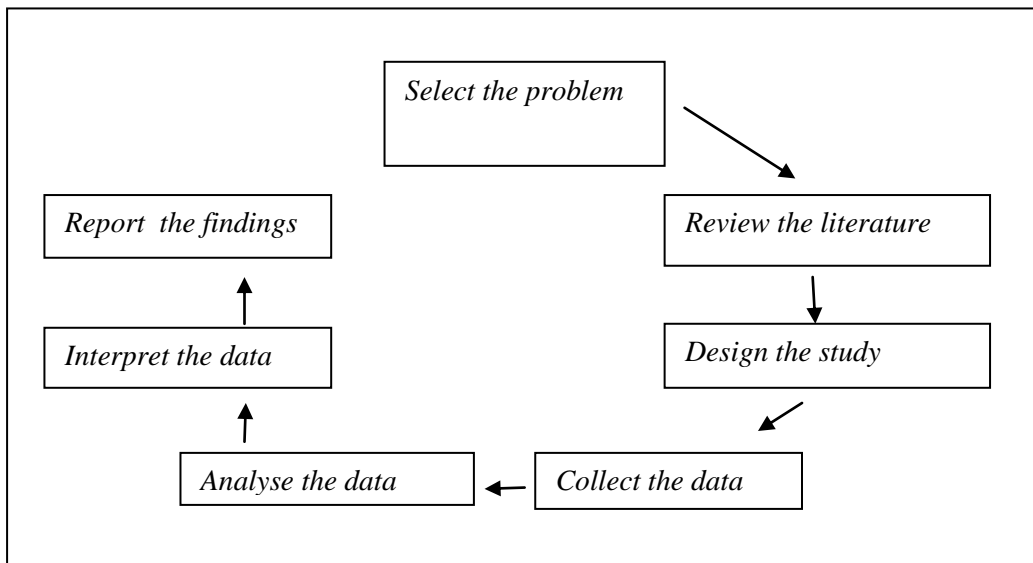 Select the problem
Review the literature
Design the study
Collect the data
Analyse the data
Interpret the data
Report  the findings